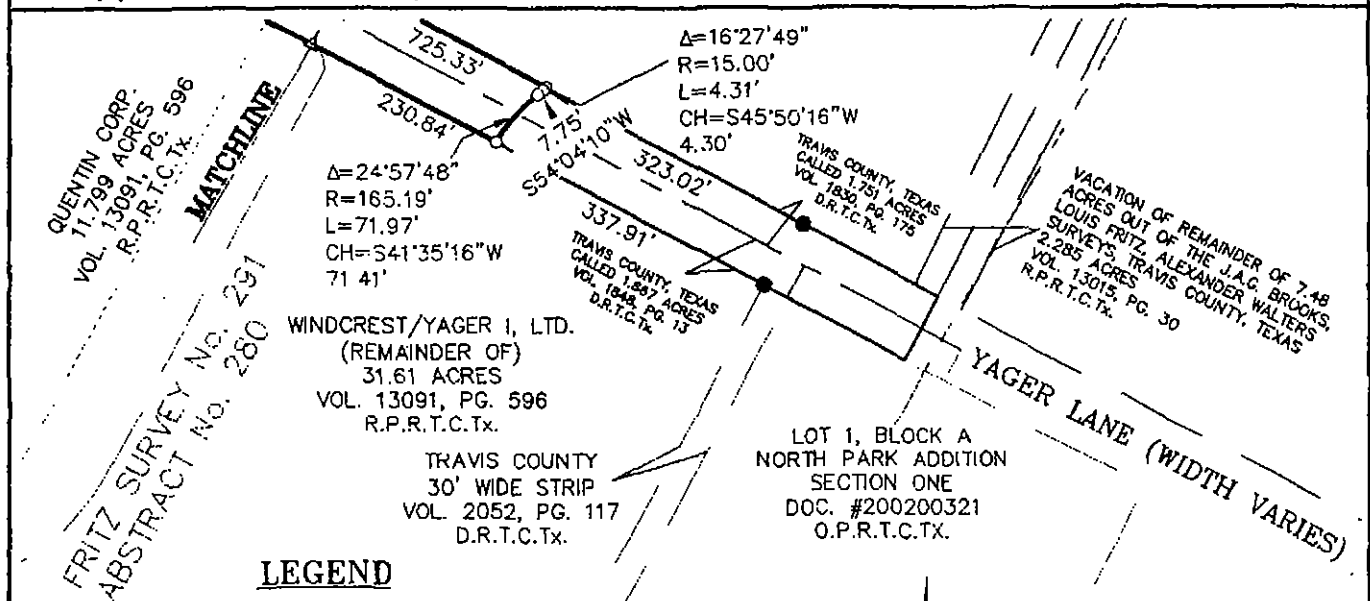 725.33'
230.84'
Δ=16°27'49"
R=15.00'
L=4.31'
CH=S45°50'16"W
4.30'
QUENTIN CORP.
11.799 ACRES
VOL. 13091, PG. 596
R.P.R.T.C.Tx.
MATCHLINE
Δ=24°57'48"
R=165.19'
L=71.97'
CH=S41°35'16"W
71.41'
7.75'
S54°04'10"W
323.02'
337.91'
TRAVIS COUNTY, TEXAS
CALLED 1.751 ACRES
VOL. 1830, PG. 175
D.R.T.C.Tx.
TRAVIS COUNTY, TEXAS
CALLED 1.587 ACRES
VOL. 1848, PG. 13
D.R.T.C.Tx.
VACATION OF REMAINDER OF 7.48
ACRES OUT OF THE J.A.G. BROOKS,
LOUIS FRITZ, ALEXANDER WALTERS
SURVEYS, TRAVIS COUNTY, TEXAS
2.285 ACRES
VOL. 13015, PG. 30
R.P.R.T.C.Tx.
FRITZ SURVEY No. 291
ABSTRACT No. 280
WINDCREST/YAGER I, LTD.
(REMAINDER OF)
31.61 ACRES
VOL. 13091, PG. 596
R.P.R.T.C.Tx.
TRAVIS COUNTY
30' WIDE STRIP
VOL. 2052, PG. 117
D.R.T.C.Tx.
LOT 1, BLOCK A
NORTH PARK ADDITION
SECTION ONE
DOC. #200200321
O.P.R.T.C.TX.
YAGER LANE (WIDTH VARIES)
LEGEND